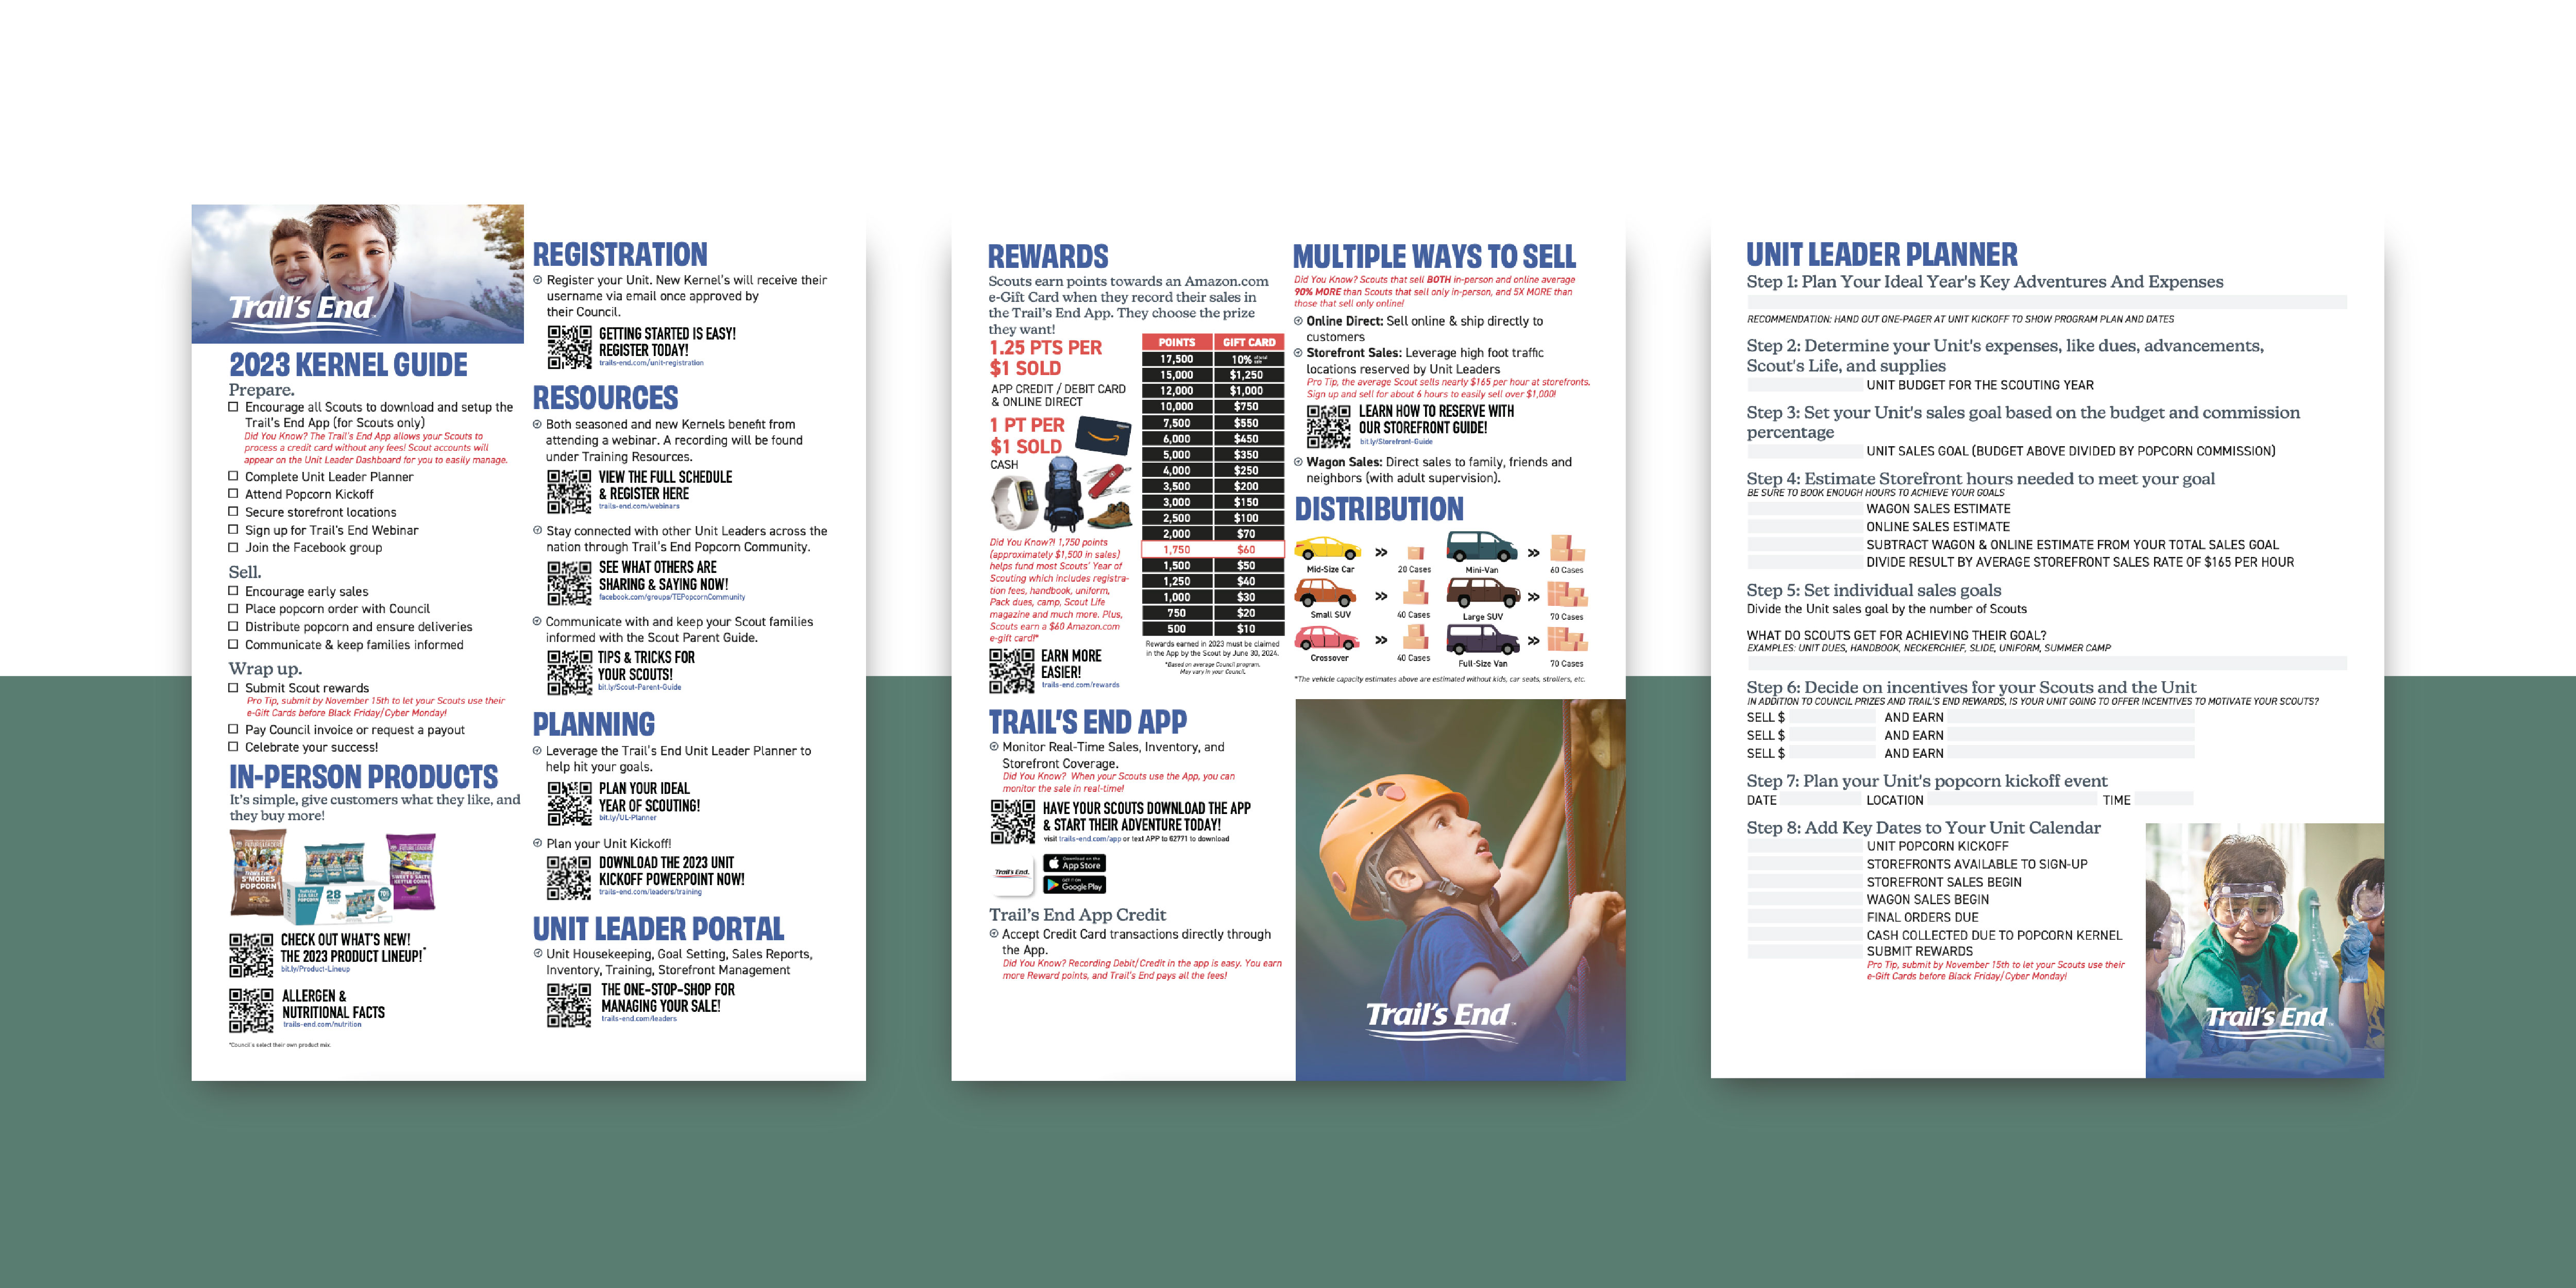 Trail's End
2023 KERNEL GUIDE
Prepare.
Encourage all Scouts to download and setup the
Trail's End App (for Scouts only)
Did You Know? The Trail's End App allows your Scouts to
process a credit card without any fees! Scout accounts will
appear on the Unit Leader Dashboard for you to easily manage.
Complete Unit Leader Planner
Attend Popcorn Kickoff
Secure storefront locations
Sign up for Trail's End Webinar
Join the Facebook group
Sell.
Encourage early sales
Place popcorn order with Council
Distribute popcorn and ensure deliveries
Communicate & keep families informed
Wrap up.
Submit Scout rewards
Pro Tip, submit by November 15th to let your Scouts use their
e-Gift Cards before Black Friday/Cyber Monday!
Pay Council invoice or request a payout
Celebrate your success!
IN-PERSON PRODUCTS
It's simple, give customers what they like, and
they buy more!
S'MORES
POPCORN
28
CHECK OUT WHAT'S NEW!
THE 2023 PRODUCT LINEUP!*
bit.ly/Product-Lineup
ALLERGEN &
NUTRITIONAL FACTS
trails-end.com/nutrition
*Council's select their own product mix.
REGISTRATION
Register your Unit. New Kernel's will receive their
username via email once approved by
their Council.
GETTING STARTED IS EASY!
REGISTER TODAY!
trails-end.com/unit-registration
RESOURCES
Both seasoned and new Kernels benefit from
attending a webinar. A recording will be found
under Training Resources.
VIEW THE FULL SCHEDULE
& REGISTER HERE
trails-end.com/webinars
Stay connected with other Unit Leaders across the
nation through Trail's End Popcorn Community.
SEE WHAT OTHERS ARE
SHARING & SAYING NOW!
facebook.com/groups/TEPopcornCommunity
Communicate with and keep your Scout families
informed with the Scout Parent Guide.
TIPS & TRICKS FOR
YOUR SCOUTS!
bit.ly/Scout-Parent-Guide
PLANNING
Leverage the Trail's End Unit Leader Planner to
help hit your goals.
PLAN YOUR IDEAL
YEAR OF SCOUTING!
bit.ly/UL-Planner
Plan your Unit Kickoff!
DOWNLOAD THE 2023 UNIT
KICKOFF POWERPOINT NOW!
trails-end.com/leaders/training
UNIT LEADER PORTAL
Unit Housekeeping, Goal Setting, Sales Reports,
Inventory, Training, Storefront Management
THE ONE-STOP-SHOP FOR
MANAGING YOUR SALE!
trails-end.com/leaders
REWARDS
Scouts earn points towards an Amazon.com
e-Gift Card when they record their sales in
the Trail's End App. They choose the prize
they want!
1.25 PTS PER
$1 SOLD
APP CREDIT / DEBIT CARD
& ONLINE DIRECT
1 PT PER
$1 SOLD
CASH
Did You Know?! 1,750 points
(approximately $1,500 in sales)
helps fund most Scouts' Year of
Scouting which includes registra-
tion fees, handbook, uniform,
Pack dues, camp, Scout Life
magazine and much more. Plus,
Scouts earn a $60 Amazon.com
e-gift card!*
EARN MORE
EASIER!
trails-end.com/rewards
POINTS GIFT CARD
17,500 10%
15,000 $1,250
12,000 $1,000
10,000 $750
7,500 $550
6,000 $450
5,000 $350
4,000 $250
3,500 $200
3,000 $150
2,500 $100
2,000 $70
1,750 $60
1,500 $50
1,250 $40
1,000 $30
750 $20
500 $10
Rewards earned in 2023 must be claimed
in the App by the Scout by June 30, 2024.
*Based on average Council program.
May vary in your Council.
TRAIL'S END APP
Monitor Real-Time Sales, Inventory, and
Storefront Coverage.
Did You Know? When your Scouts use the App, you can
monitor the sale in real-time!
HAVE YOUR SCOUTS DOWNLOAD THE APP
& START THEIR ADVENTURE TODAY!
visit trails-end.com/app or text APP to 62771 to download
Trail's End
Download on the
App Store
GET IT ON
Google Play
Trail's End App Credit
Accept Credit Card transactions directly through
the App.
Did You Know? Recording Debit/Credit in the app is easy. You earn
more Reward points, and Trail's End pays all the fees!
MULTIPLE WAYS TO SELL
Did You Know? Scouts that sell BOTH in-person and online average
90% MORE than Scouts that sell only in-person, and 5X MORE than
those that sell only online!
Online Direct: Sell online & ship directly to
customers
Storefront Sales: Leverage high foot traffic
locations reserved by Unit Leaders
Pro Tip, the average Scout sells nearly $165 per hour at storefronts.
Sign up and sell for about 6 hours to easily sell over $1,000!
LEARN HOW TO RESERVE WITH
OUR STOREFRONT GUIDE!
bit.ly/Storefront-Guide
Wagon Sales: Direct sales to family, friends and
neighbors (with adult supervision).
DISTRIBUTION
Mid-Size Car >> 20 Cases Mini-Van >> 60 Cases
Small SUV >> 40 Cases Large SUV >> 70 Cases
Crossover >> 40 Cases Full-Size Van >> 70 Cases
*The vehicle capacity estimates above are estimated without kids, car seats, strollers, etc.
Trail's End
UNIT LEADER PLANNER
Step 1: Plan Your Ideal Year's Key Adventures And Expenses
RECOMMENDATION: HAND OUT ONE-PAGER AT UNIT KICKOFF TO SHOW PROGRAM PLAN AND DATES
Step 2: Determine your Unit's expenses, like dues, advancements,
Scout's Life, and supplies
UNIT BUDGET FOR THE SCOUTING YEAR
Step 3: Set your Unit's sales goal based on the budget and commission
percentage
UNIT SALES GOAL (BUDGET ABOVE DIVIDED BY POPCORN COMMISSION)
Step 4: Estimate Storefront hours needed to meet your goal
BE SURE TO BOOK ENOUGH HOURS TO ACHIEVE YOUR GOALS
WAGON SALES ESTIMATE
ONLINE SALES ESTIMATE
SUBTRACT WAGON & ONLINE ESTIMATE FROM YOUR TOTAL SALES GOAL
DIVIDE RESULT BY AVERAGE STOREFRONT SALES RATE OF $165 PER HOUR
Step 5: Set individual sales goals
Divide the Unit sales goal by the number of Scouts
WHAT DO SCOUTS GET FOR ACHIEVING THEIR GOAL?
EXAMPLES: UNIT DUES, HANDBOOK, NECKERCHIEF, SLIDE, UNIFORM, SUMMER CAMP
Step 6: Decide on incentives for your Scouts and the Unit
IN ADDITION TO COUNCIL PRIZES AND TRAIL'S END REWARDS, IS YOUR UNIT GOING TO OFFER INCENTIVES TO MOTIVATE YOUR SCOUTS?
SELL $ AND EARN
SELL $ AND EARN
SELL $ AND EARN
Step 7: Plan your Unit's popcorn kickoff event
DATE LOCATION TIME
Step 8: Add Key Dates to Your Unit Calendar
UNIT POPCORN KICKOFF
STOREFRONTS AVAILABLE TO SIGN-UP
STOREFRONT SALES BEGIN
WAGON SALES BEGIN
FINAL ORDERS DUE
CASH COLLECTED DUE TO POPCORN KERNEL
SUBMIT REWARDS
Pro Tip, submit by November 15th to let your Scouts use their
e-Gift Cards before Black Friday/Cyber Monday!
Trail's End